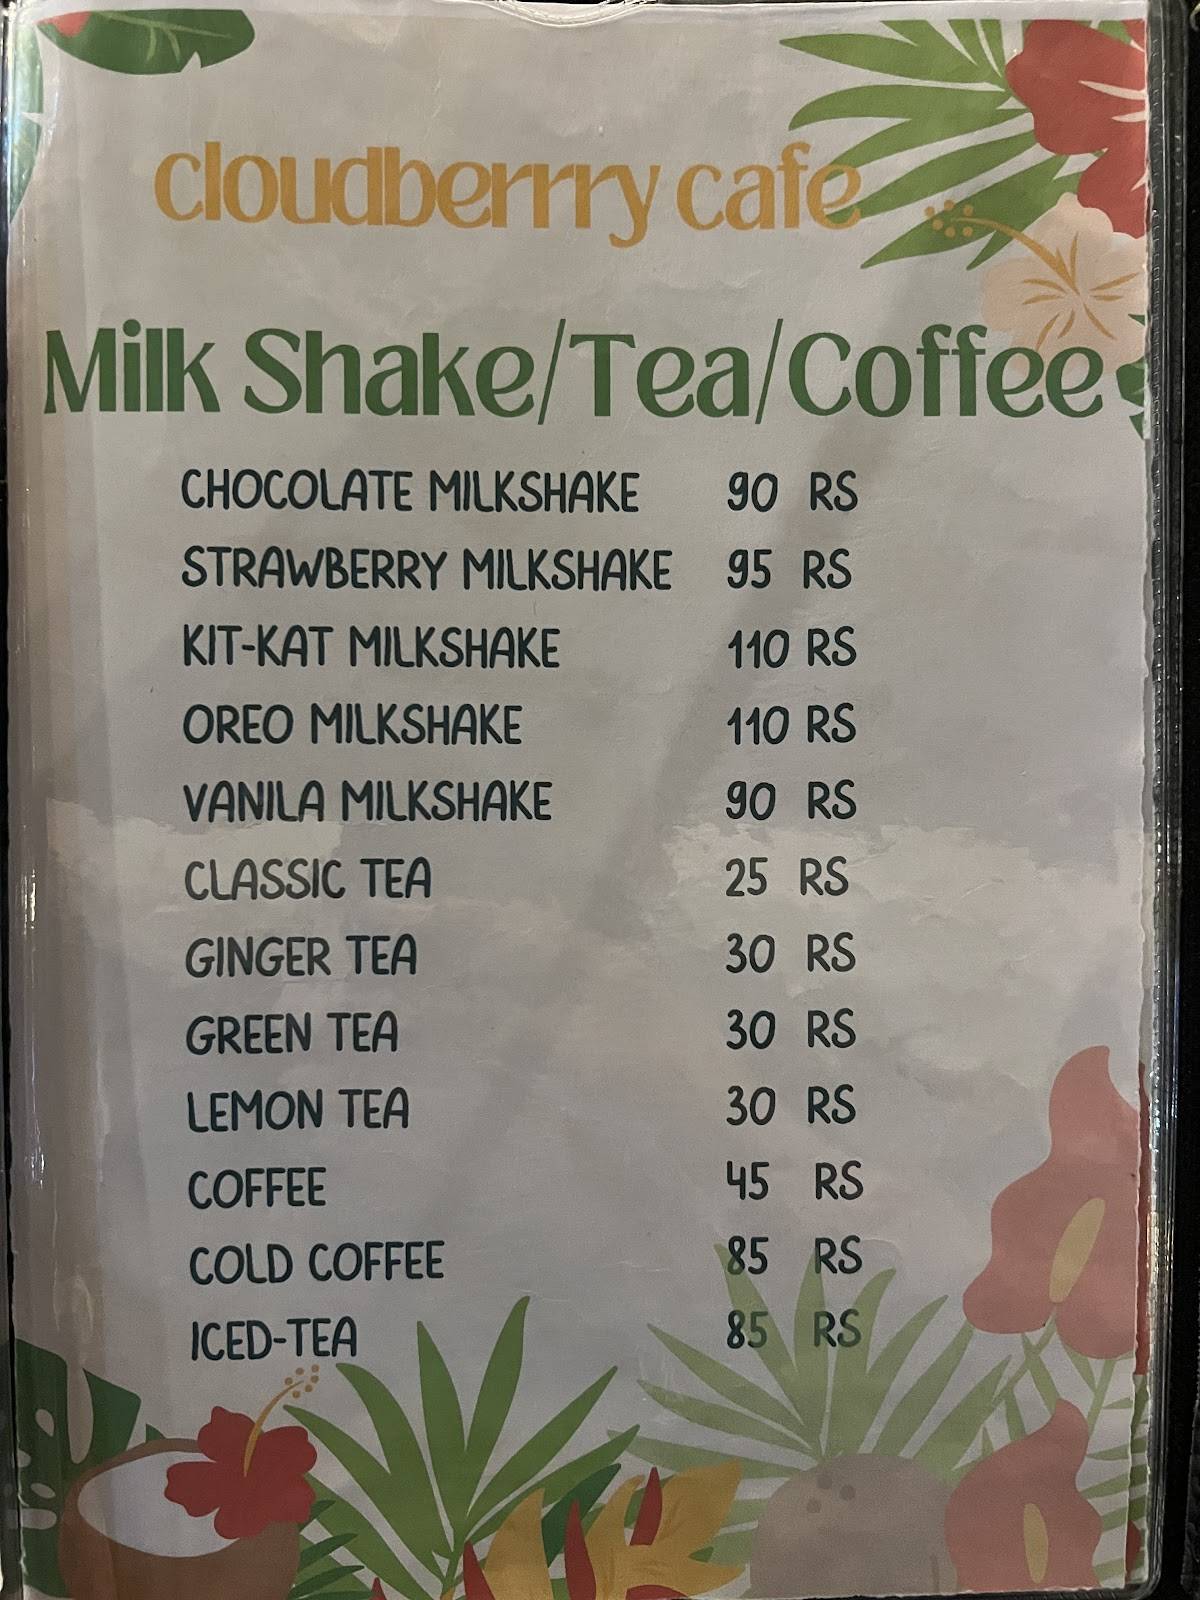 cloudberrry cafe
Milk Shake/Tea/Coffee
CHOCOLATE MILKSHAKE 90 RS
STRAWBERRY MILKSHAKE 95 RS
KIT-KAT MILKSHAKE 110 RS
OREO MILKSHAKE 110 RS
VANILA MILKSHAKE 90 RS
CLASSIC TEA 25 RS
GINGER TEA 30 RS
GREEN TEA 30 RS
LEMON TEA 30 RS
COFFEE 45 RS
COLD COFFEE 85 RS
ICED-TEA 85 RS